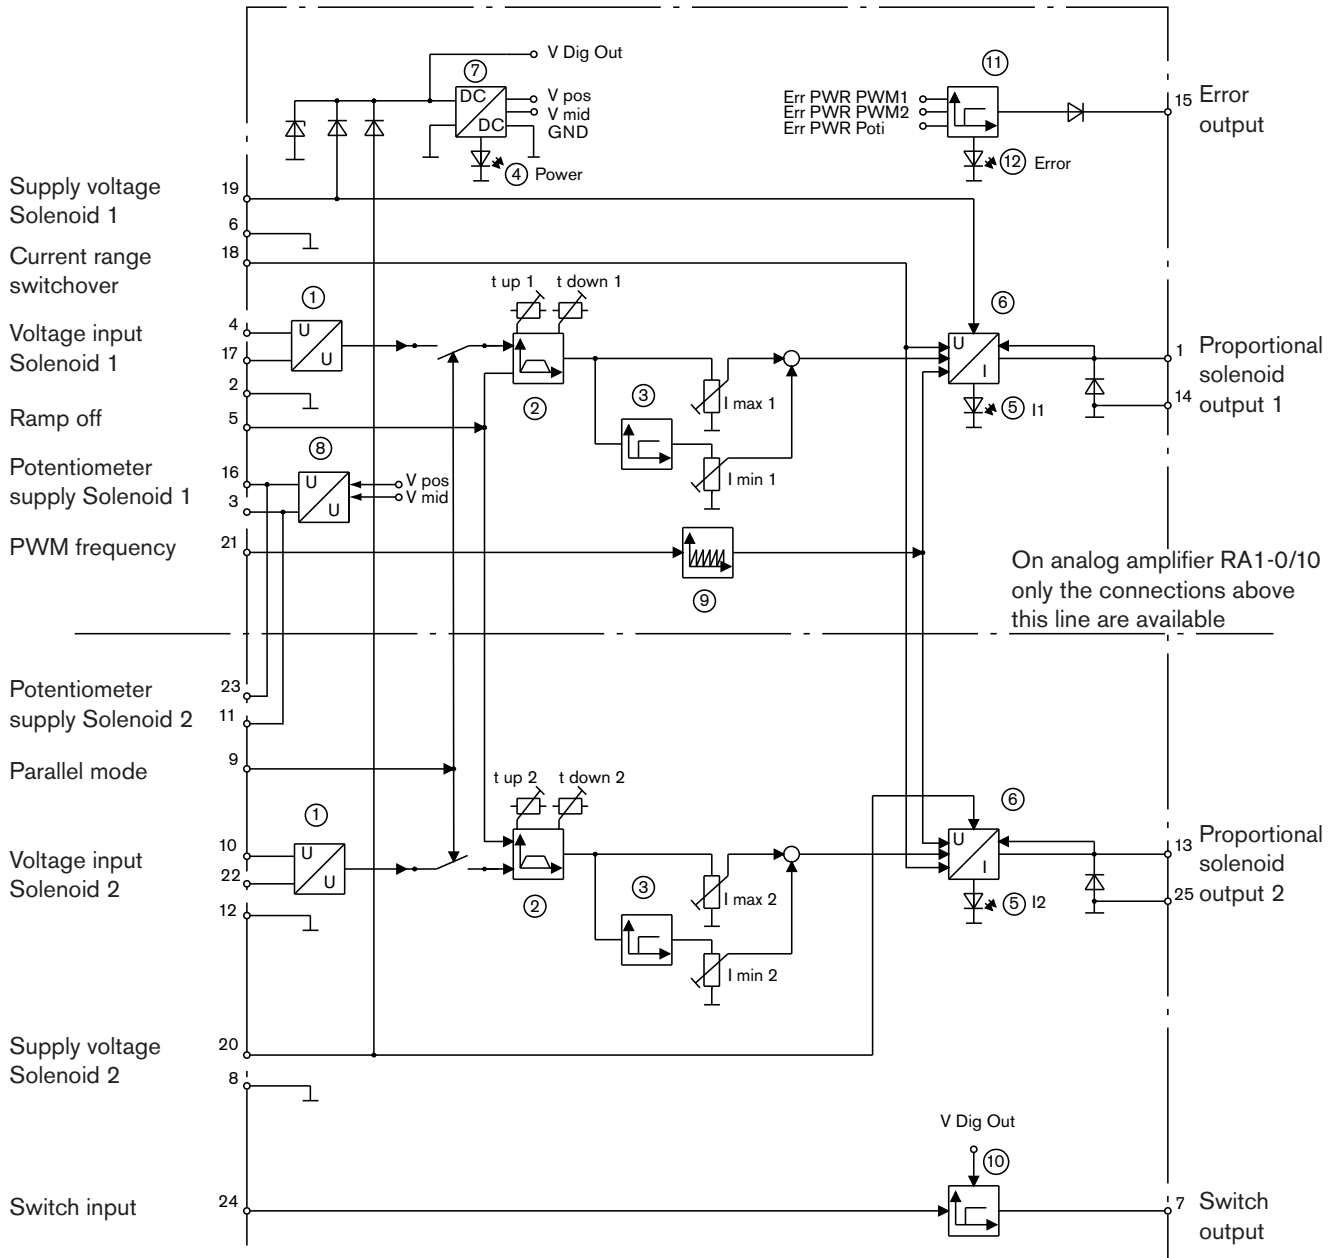 V Dig Out
7
11
DC
DC
V pos
V mid
GND
Err PWR PWM1
Err PWR PWM2
Err PWR Poti
15 Error
output
4 Power
12 Error
Supply voltage
Solenoid 1
19
6
Current range
switchover
18
t up 1
t down 1
1
6
Voltage input
Solenoid 1
4
17
U
U
U
I
1 Proportional
solenoid
output 1
14
2
2
3
I max 1
5 I1
Ramp off
5
8
Potentiometer
supply Solenoid 1
16
3
U
U
V pos
V mid
I min 1
PWM frequency
21
9
On analog amplifier RA1-0/10
only the connections above
this line are available
Potentiometer
supply Solenoid 2
23
11
Parallel mode
9
t up 2
t down 2
1
6
Voltage input
Solenoid 2
10
22
U
U
U
I
13 Proportional
solenoid
output 2
25
12
2
3
I max 2
5 I2
I min 2
Supply voltage
Solenoid 2
20
8
V Dig Out
10
Switch input
24
7 Switch
output